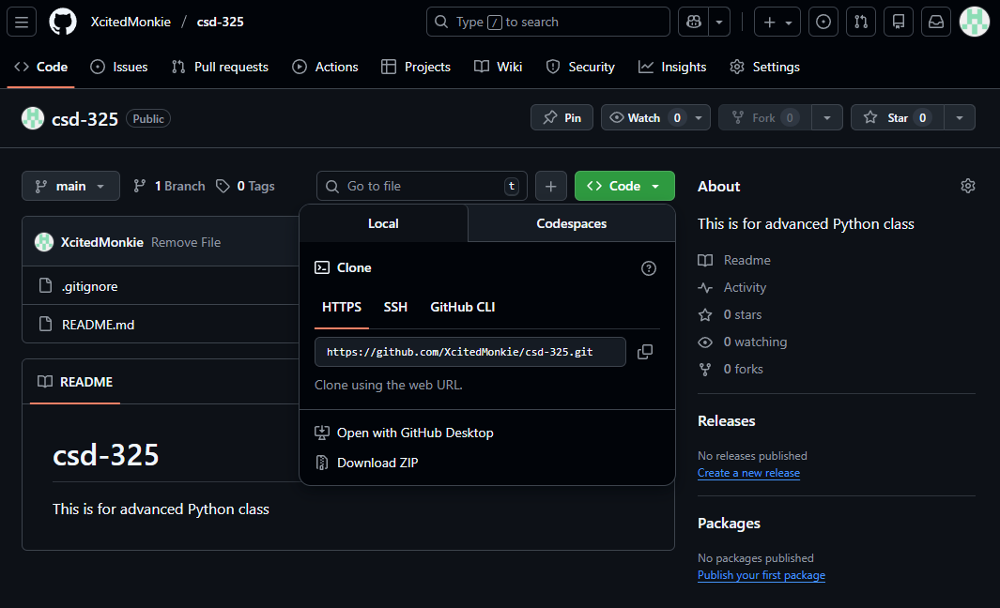 XcitedMonkie / csd-325
Type / to search
Code Issues Pull requests Actions Projects Wiki Security Insights Settings
csd-325 Public
Pin Watch 0 Fork 0 Star 0
main 1 Branch 0 Tags Go to file t Code
XcitedMonkie Remove File
.gitignore
README.md
README
csd-325
This is for advanced Python class
Local Codespaces
Clone
HTTPS SSH GitHub CLI
https://github.com/XcitedMonkie/csd-325.git
Clone using the web URL.
Open with GitHub Desktop
Download ZIP
About
This is for advanced Python class
Readme
Activity
0 stars
0 watching
0 forks
Releases
No releases published
Create a new release
Packages
No packages published
Publish your first package